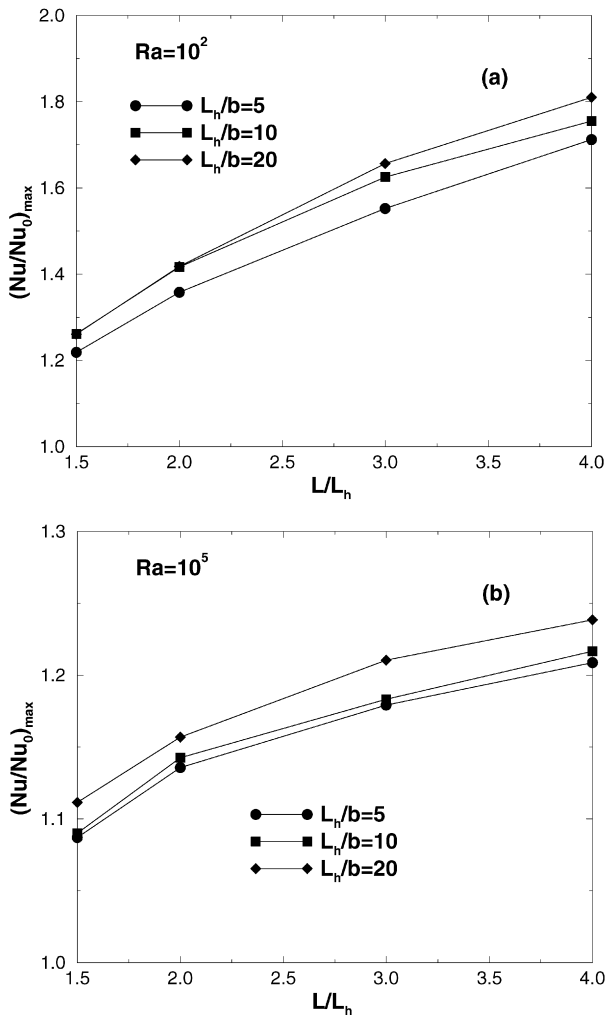 2.0
Ra=10²
(a)
Lₕ/b=5
Lₕ/b=10
Lₕ/b=20
1.8
1.6
1.4
1.2
1.0
(Nu/Nu₀)ₘₐₓ
1.5 2.0 2.5 3.0 3.5 4.0
L/Lₕ
1.3
Ra=10⁵
(b)
1.2
1.1
1.0
(Nu/Nu₀)ₘₐₓ
Lₕ/b=5
Lₕ/b=10
Lₕ/b=20
1.5 2.0 2.5 3.0 3.5 4.0
L/Lₕ